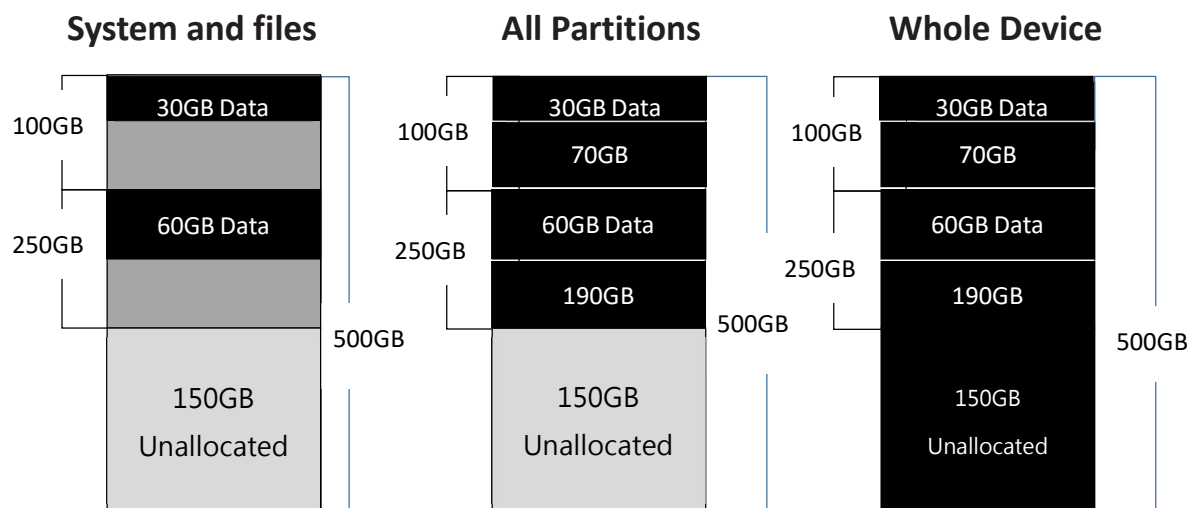 System and files
All Partitions
Whole Device
100GB
30GB Data
250GB
60GB Data
500GB
150GB
Unallocated
100GB
30GB Data
70GB
250GB
60GB Data
190GB
500GB
150GB
Unallocated
100GB
30GB Data
70GB
250GB
60GB Data
190GB
500GB
150GB
Unallocated